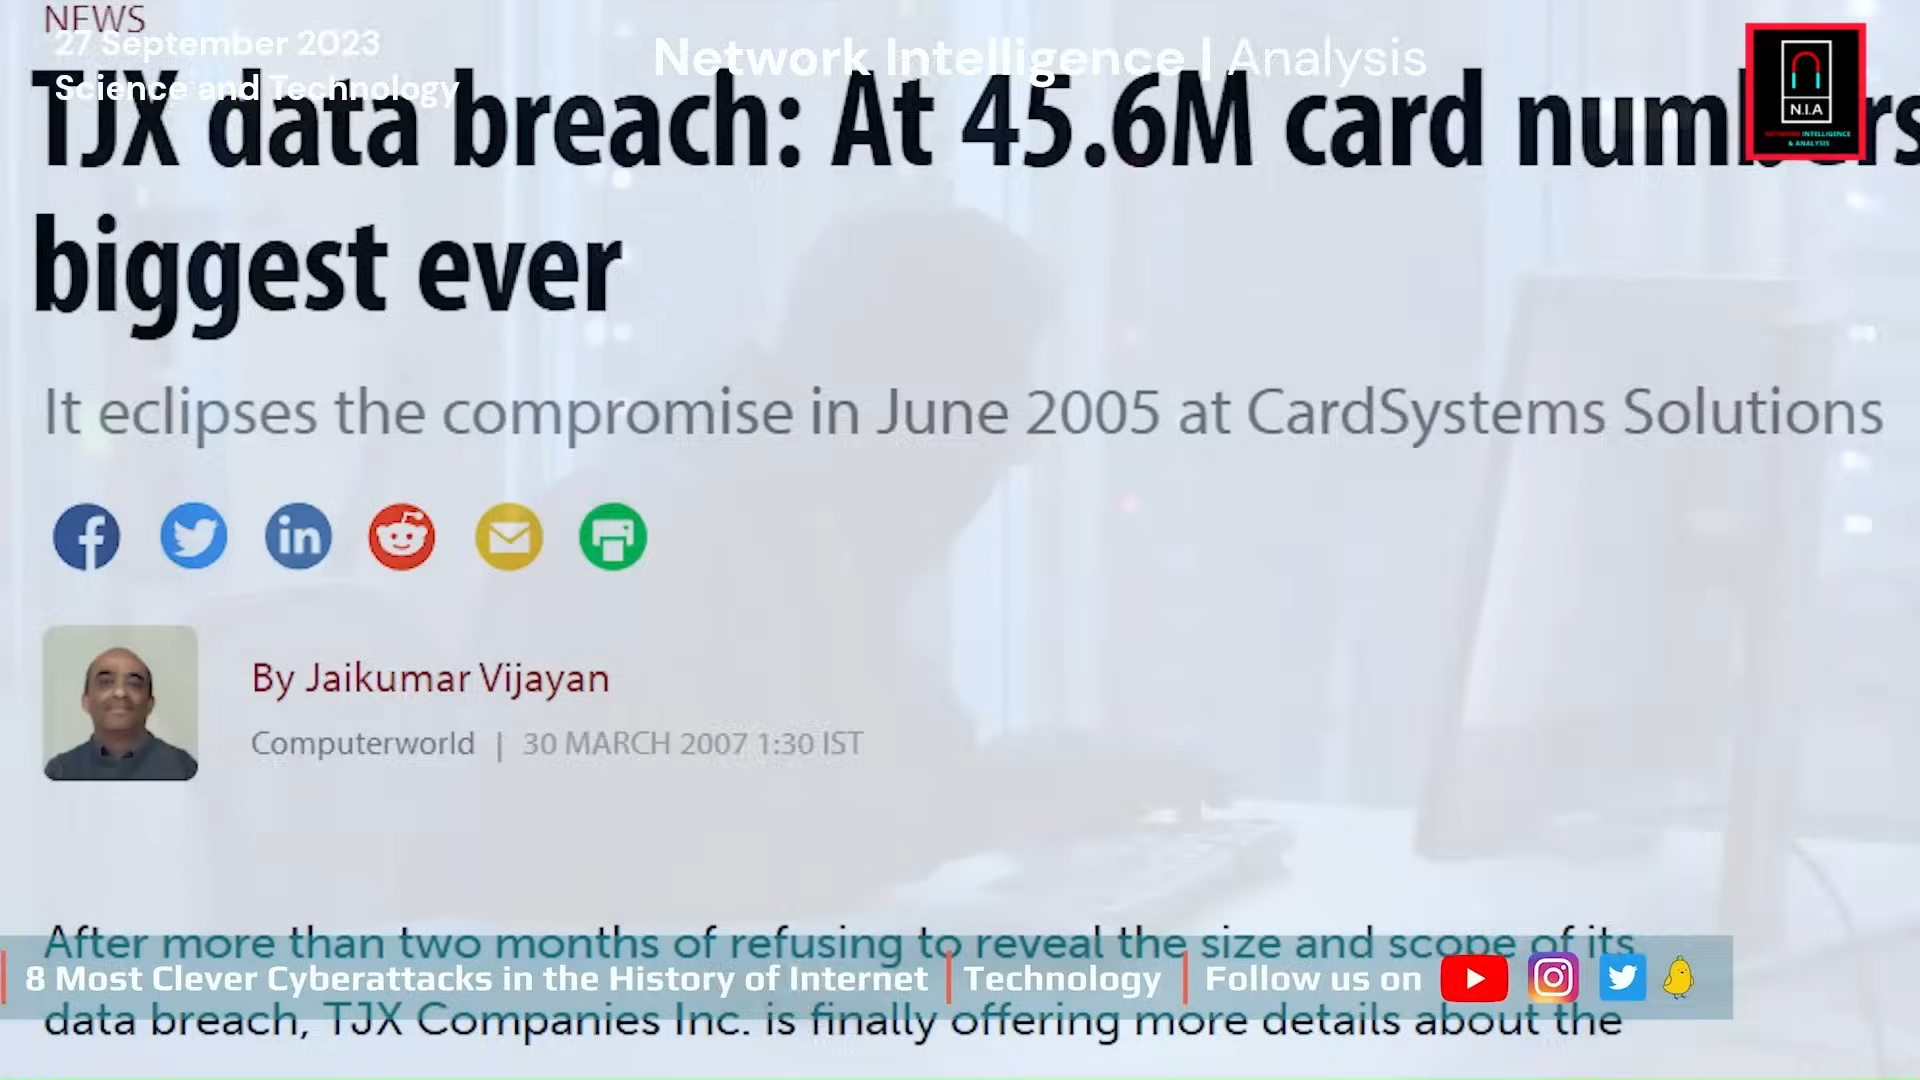 NEWS
27 September 2023
Science and Technology
Network Intelligence | Analysis
N.I.A
NETWORK INTELLIGENCE
& ANALYSIS
TJX data breach: At 45.6M card numbers
biggest ever
It eclipses the compromise in June 2005 at CardSystems Solutions
By Jaikumar Vijayan
Computerworld | 30 MARCH 2007 1:30 IST
After more than two months of refusing to reveal the size and scope of its
8 Most Clever Cyberattacks in the History of Internet | Technology | Follow us on
data breach, TJX Companies Inc. is finally offering more details about the